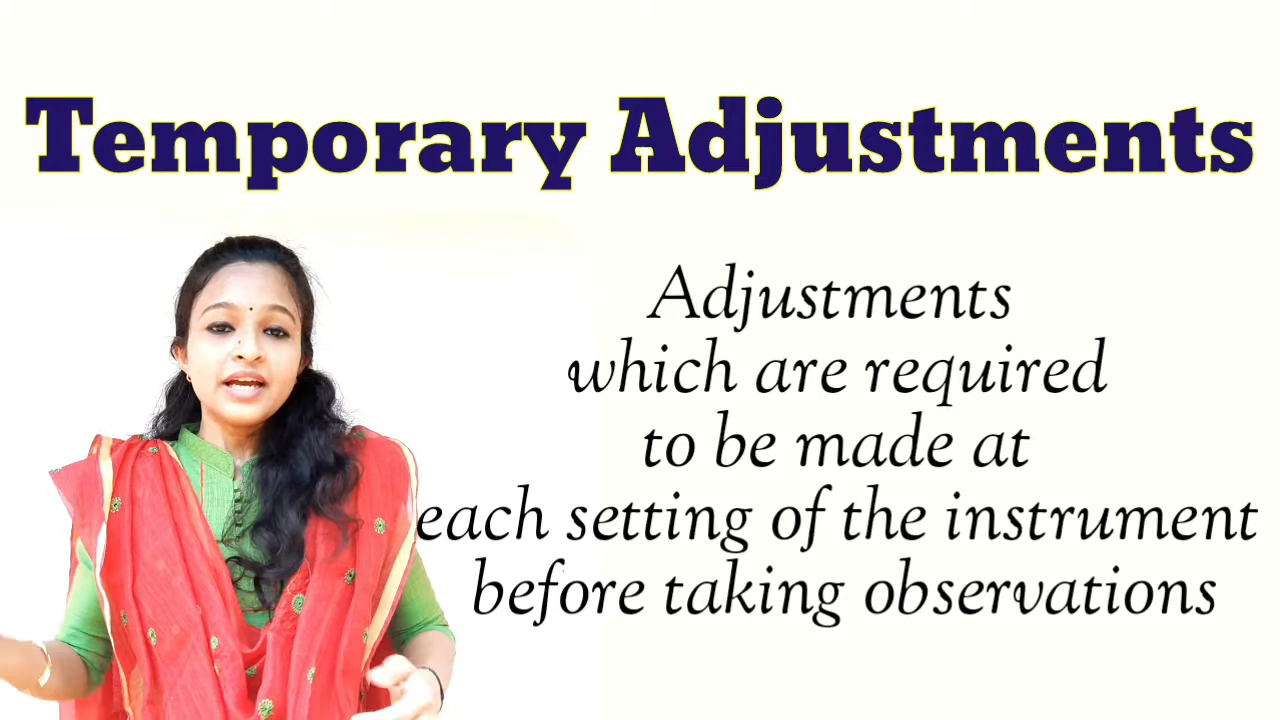 Temporary Adjustments
Adjustments
which are required
to be made at
each setting of the instrument
before taking observations